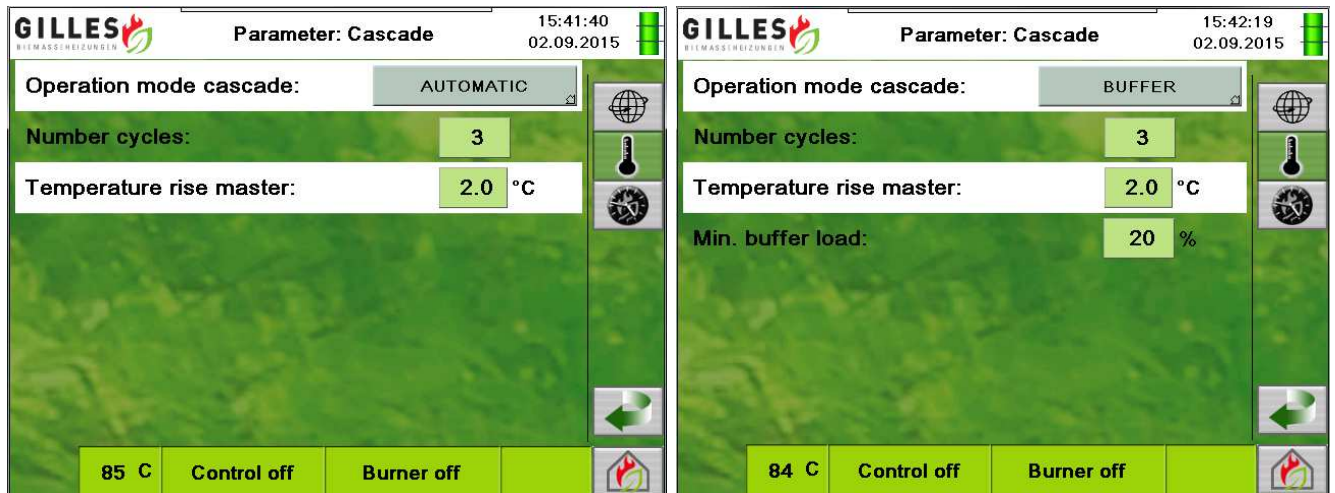 GILLES
BIEMASSEHEIZUNGEN
Parameter: Cascade
15:41:40
02.09.2015
Operation mode cascade: AUTOMATIC
Number cycles: 3
Temperature rise master: 2.0 °C
85 C Control off Burner off
GILLES
BIEMASSEHEIZUNGEN
Parameter: Cascade
15:42:19
02.09.2015
Operation mode cascade: BUFFER
Number cycles: 3
Temperature rise master: 2.0 °C
Min. buffer load: 20 %
84 C Control off Burner off